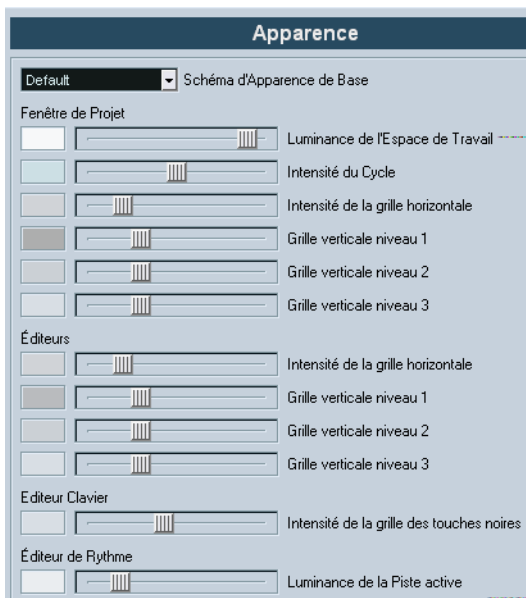 Apparence
Default Schéma d'Apparence de Base
Fenêtre de Projet
Luminance de l'Espace de Travail
Intensité du Cycle
Intensité de la grille horizontale
Grille verticale niveau 1
Grille verticale niveau 2
Grille verticale niveau 3
Éditeurs
Intensité de la grille horizontale
Grille verticale niveau 1
Grille verticale niveau 2
Grille verticale niveau 3
Editeur Clavier
Intensité de la grille des touches noires
Éditeur de Rythme
Luminance de la Piste active